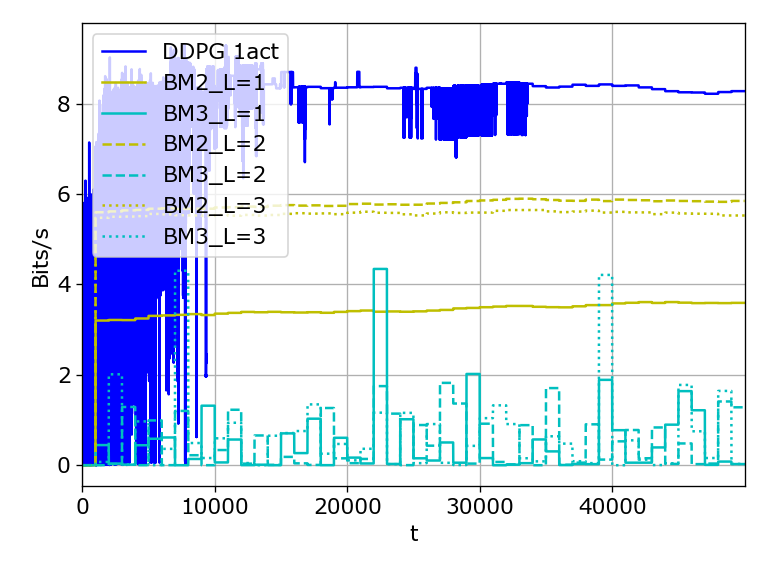 DDPG 1act
BM2_L=1
BM3_L=1
BM2_L=2
BM3_L=2
BM2_L=3
BM3_L=3
Bits/s
8
6
4
2
0
0 10000 20000 30000 40000
t